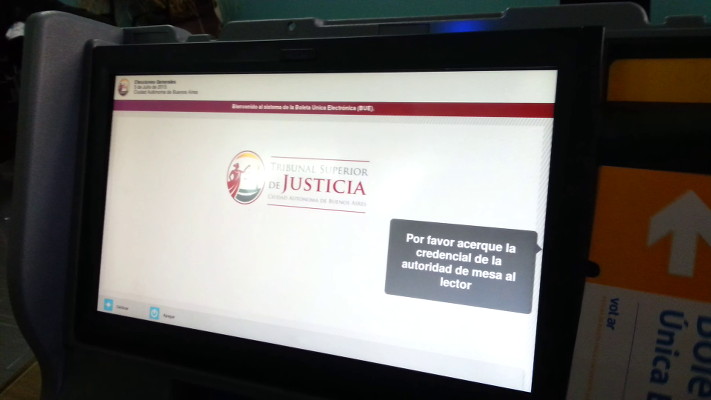 Elecciones Generales
5 de Julio de 2015
Ciudad Autónoma de Buenos Aires
Bienvenido al sistema de la Boleta Única Electrónica (BUE).
TRIBUNAL SUPERIOR
DE JUSTICIA
CIUDAD AUTÓNOMA DE BUENOS AIRES
Por favor acerque la
credencial de la
autoridad de mesa al
lector
Apagar
votar
Única